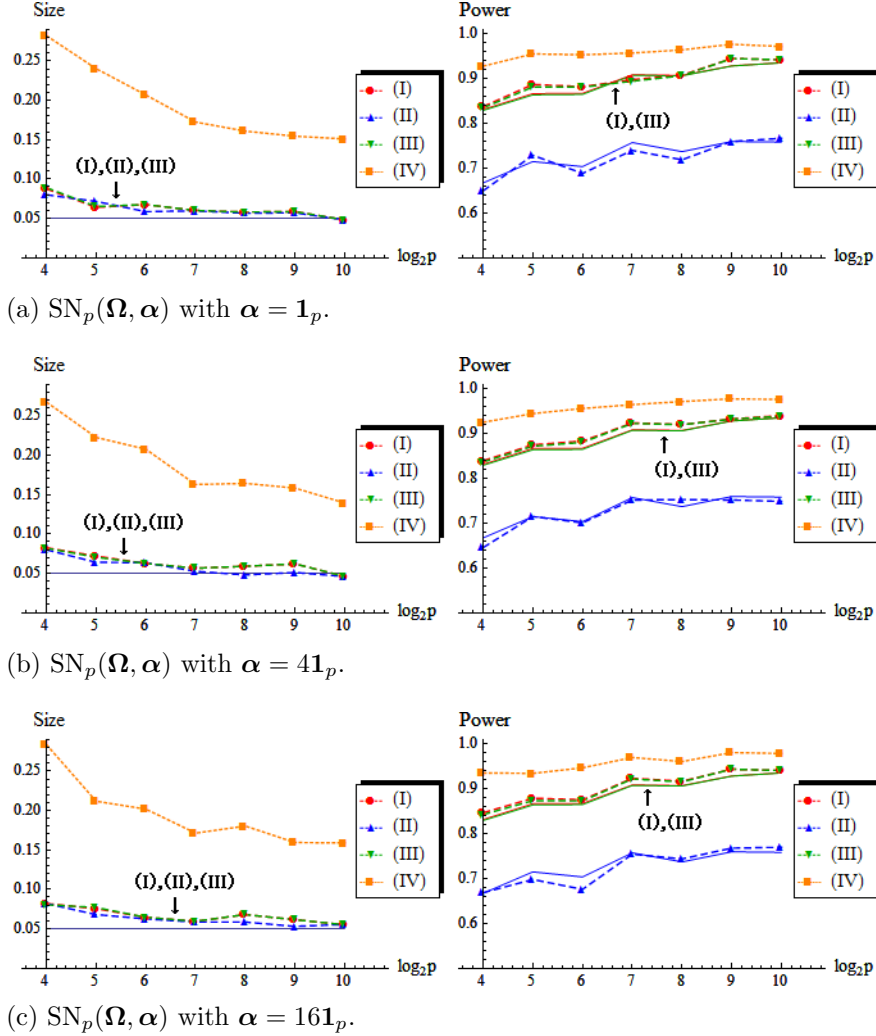 Size
0.25
0.20
0.15
0.10
0.05
4 5 6 7 8 9 10
log₂p
(I),(II),(III)
(I)
(II)
(III)
(IV)
Power
1.0
0.9
0.8
0.7
0.6
4 5 6 7 8 9 10
log₂p
(I),(III)
(I)
(II)
(III)
(IV)
(a) SNₚ(Ω, α) with α = 1ₚ.
Size
0.25
0.20
0.15
0.10
0.05
4 5 6 7 8 9 10
log₂p
(I),(II),(III)
(I)
(II)
(III)
(IV)
Power
1.0
0.9
0.8
0.7
0.6
4 5 6 7 8 9 10
log₂p
(I),(III)
(I)
(II)
(III)
(IV)
(b) SNₚ(Ω, α) with α = 41ₚ.
Size
0.25
0.20
0.15
0.10
0.05
4 5 6 7 8 9 10
log₂p
(I),(II),(III)
(I)
(II)
(III)
(IV)
Power
1.0
0.9
0.8
0.7
0.6
4 5 6 7 8 9 10
log₂p
(I),(III)
(I)
(II)
(III)
(IV)
(c) SNₚ(Ω, α) with α = 161ₚ.